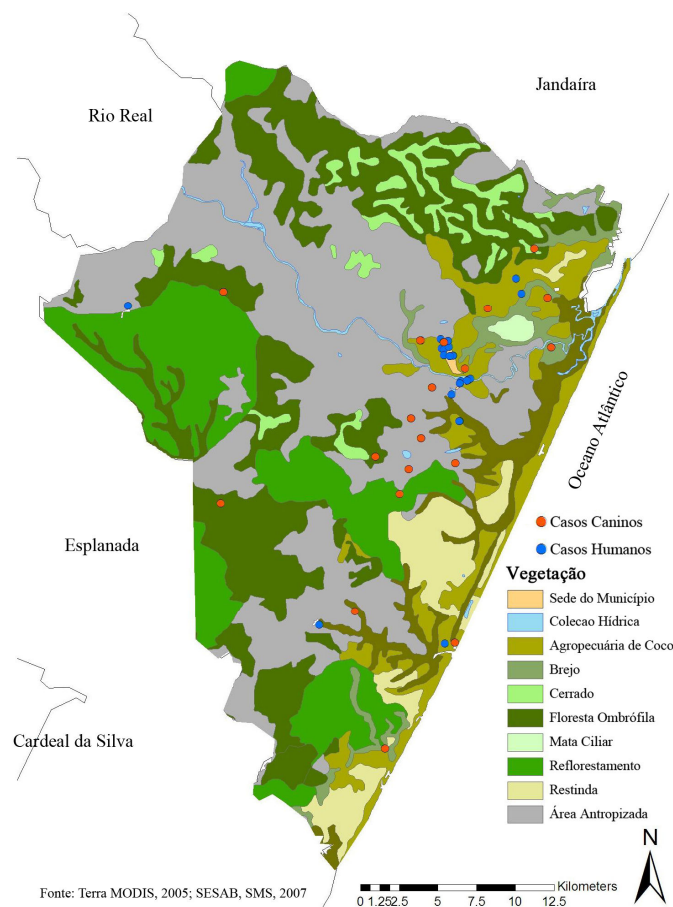 Jandaíra
Rio Real
Oceano Atlântico
Esplanada
Cardeal da Silva
Casos Caninos
Casos Humanos
Vegetação
Sede do Município
Colecao Hídrica
Agropecuária de Coco
Brejo
Cerrado
Floresta Ombrófila
Mata Ciliar
Reflorestamento
Restinda
Área Antropizada
N
Fonte: Terra MODIS, 2005; SESAB, SMS, 2007
Kilometers
0 1.252.5 5 7.5 10 12.5